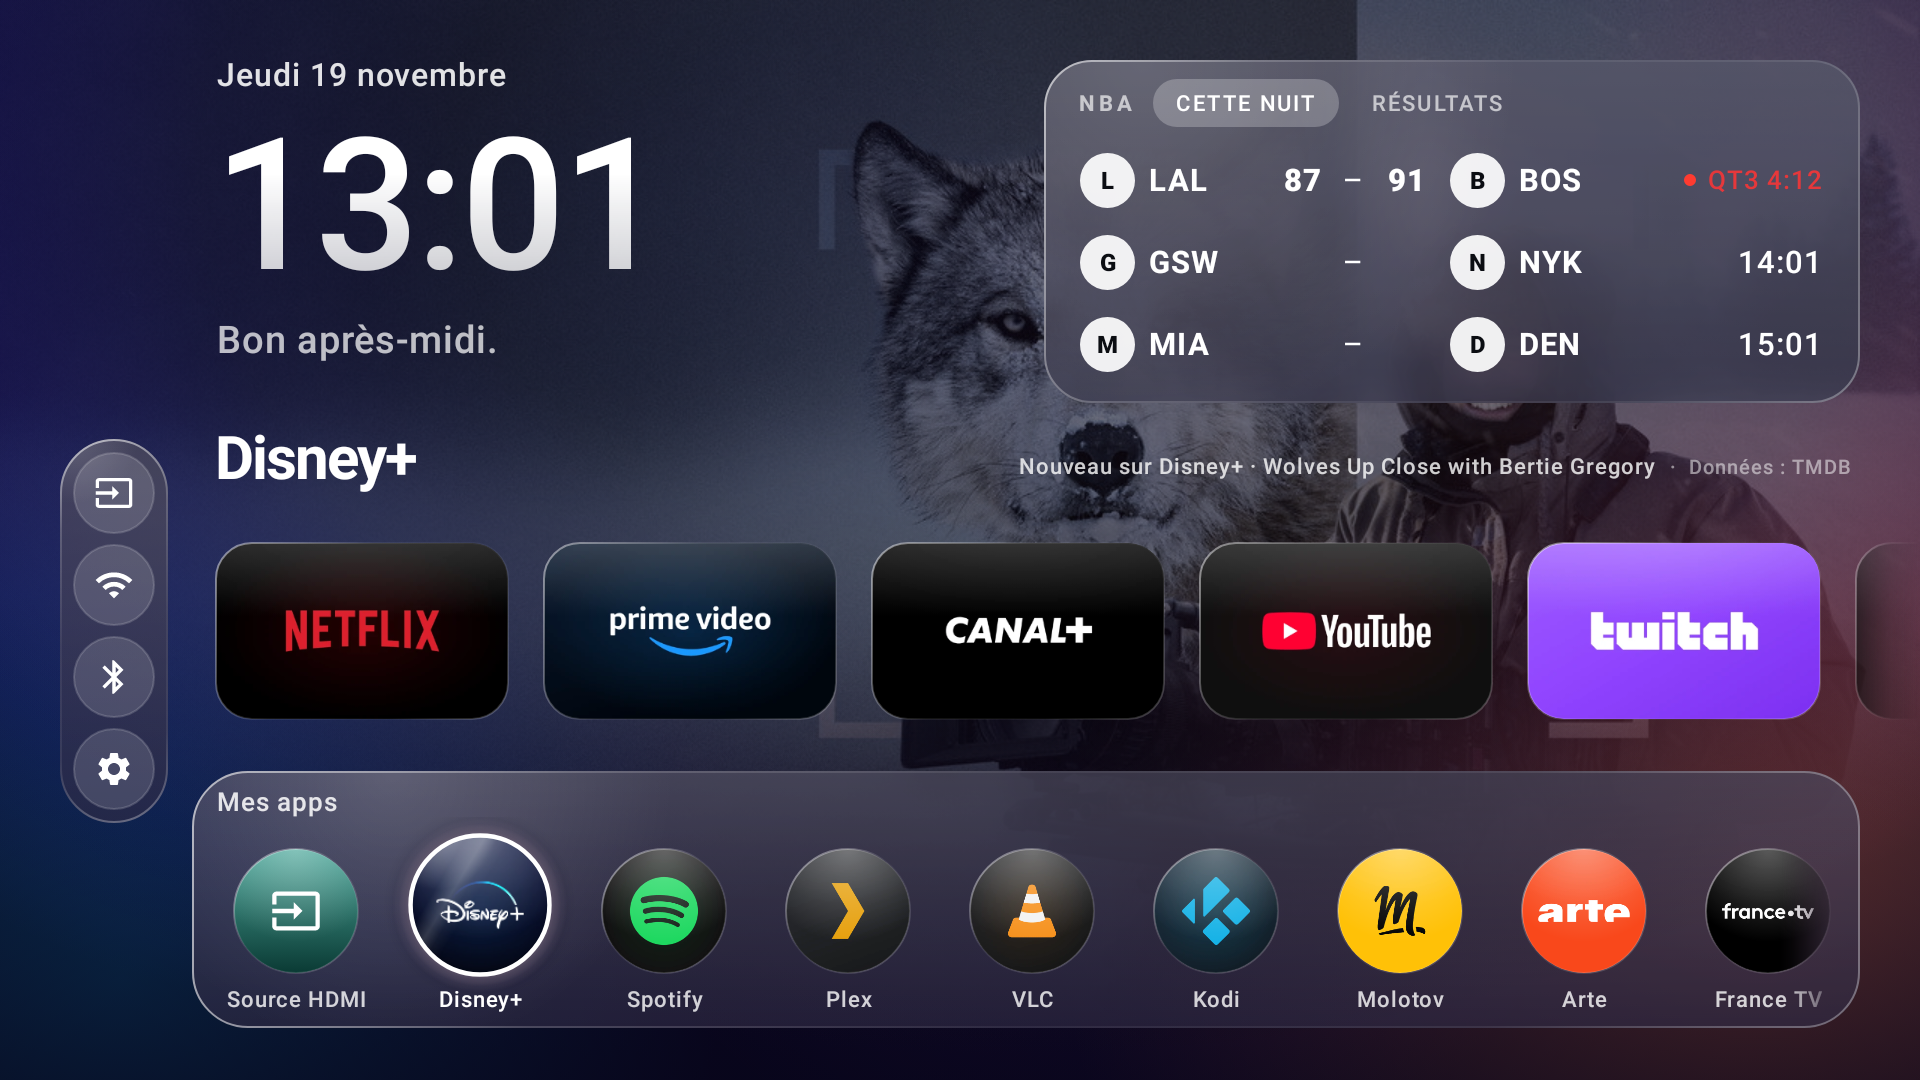 Jeudi 19 novembre
13:01
Bon après-midi.
NBA CETTE NUIT RÉSULTATS
L LAL 87 – 91 B BOS QT3 4:12
G GSW – N NYK 14:01
M MIA – D DEN 15:01
Disney+
Nouveau sur Disney+ · Wolves Up Close with Bertie Gregory · Données : TMDB
NETFLIX
prime video
CANAL+
YouTube
twitch
Mes apps
Disney+
M.
arte
france•tv
Source HDMI
Disney+
Spotify
Plex
VLC
Kodi
Molotov
Arte
France TV